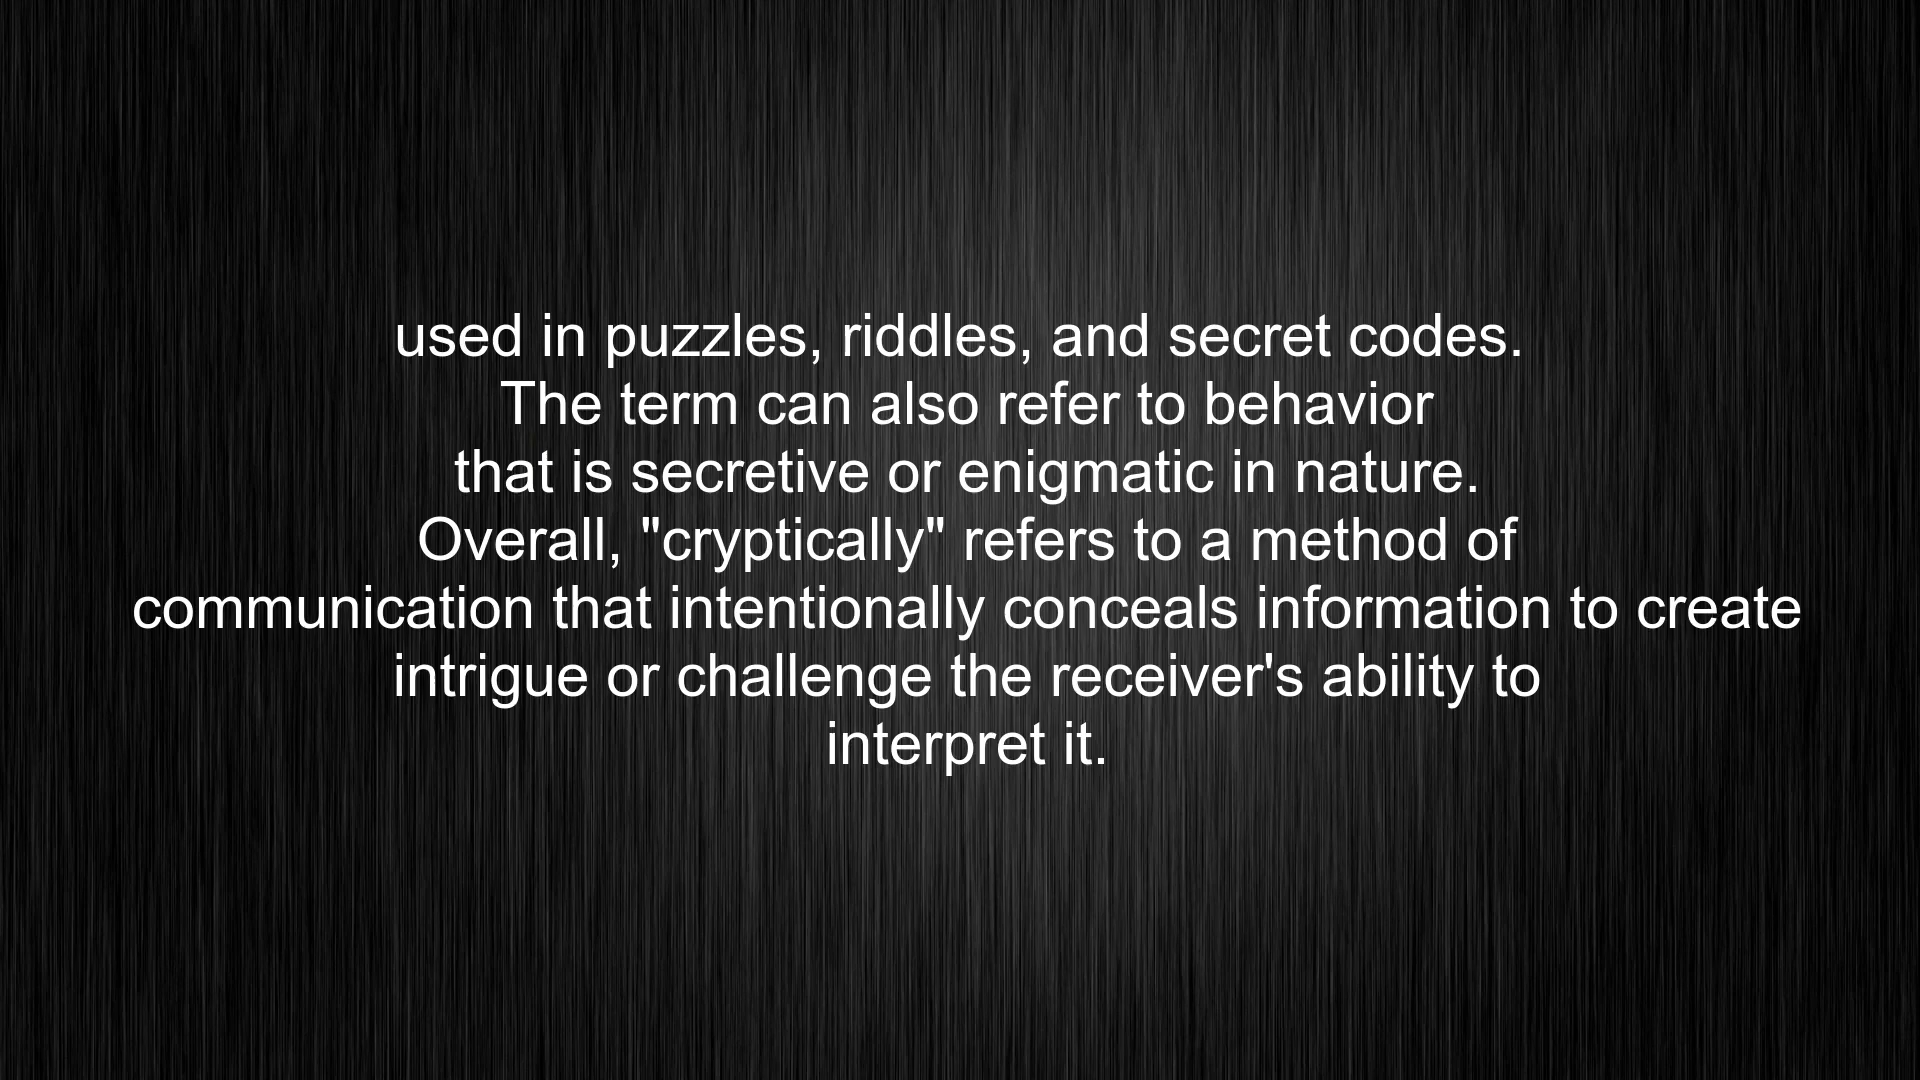 used in puzzles, riddles, and secret codes.
The term can also refer to behavior
that is secretive or enigmatic in nature.
Overall, "cryptically" refers to a method of
communication that intentionally conceals information to create
intrigue or challenge the receiver's ability to
interpret it.